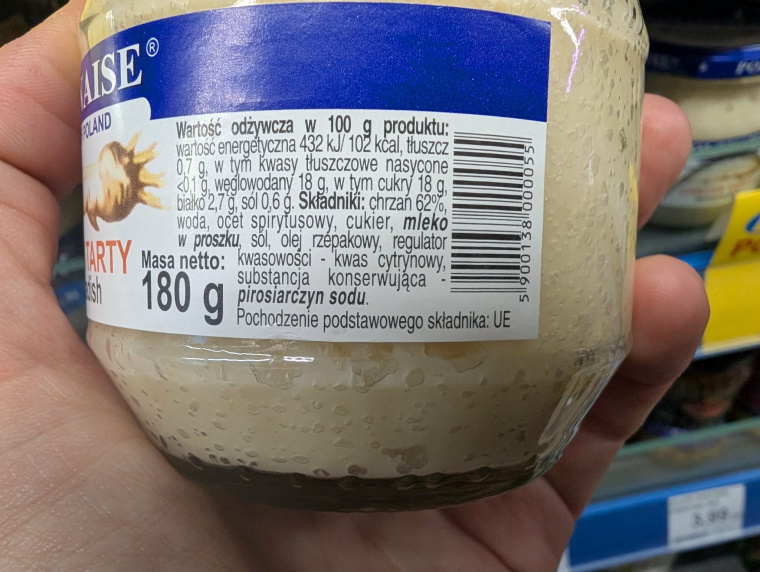 AISE®
POLAND
TARTY
Wartość odżywcza w 100 g produktu:
wartość energetyczna 432 kJ/ 102 kcal, tłuszcz
0,7 g, w tym kwasy tłuszczowe nasycone
<0,1 g, węglowodany 18 g, w tym cukry 18 g,
białko 2,7 g, sól 0,6 g. Składniki: chrzan 62%,
woda, ocet spirytusowy, cukier, mleko
w proszku, sól, olej rzepakowy, regulator
kwasowości - kwas cytrynowy,
substancja konserwująca -
pirosiarczyn sodu.
Pochodzenie podstawowego składnika: UE
Masa netto:
180 g
5 900138 000055